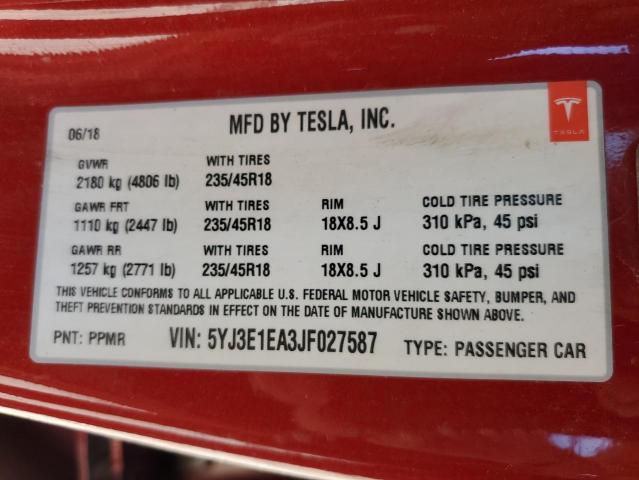 06/18 MFD BY TESLA, INC.
TESLA
GVWR WITH TIRES
2180 kg (4806 lb) 235/45R18
GAWR FRT WITH TIRES RIM COLD TIRE PRESSURE
1110 kg (2447 lb) 235/45R18 18X8.5 J 310 kPa, 45 psi
GAWR RR WITH TIRES RIM COLD TIRE PRESSURE
1257 kg (2771 lb) 235/45R18 18X8.5 J 310 kPa, 45 psi
THIS VEHICLE CONFORMS TO ALL APPLICABLE U.S. FEDERAL MOTOR VEHICLE SAFETY, BUMPER, AND
THEFT PREVENTION STANDARDS IN EFFECT ON THE DATE OF MANUFACTURE SHOWN ABOVE.
PNT: PPMR VIN: 5YJ3E1EA3JF027587 TYPE: PASSENGER CAR